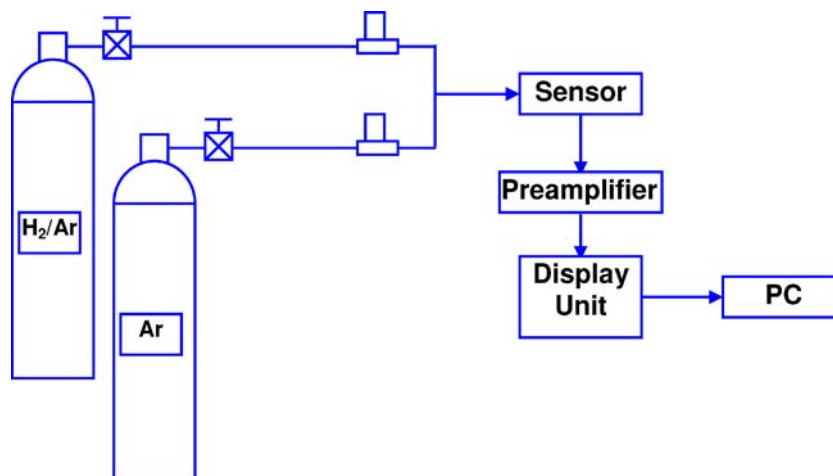 Sensor
Preamplifier
H₂/Ar
Display
Unit
PC
Ar